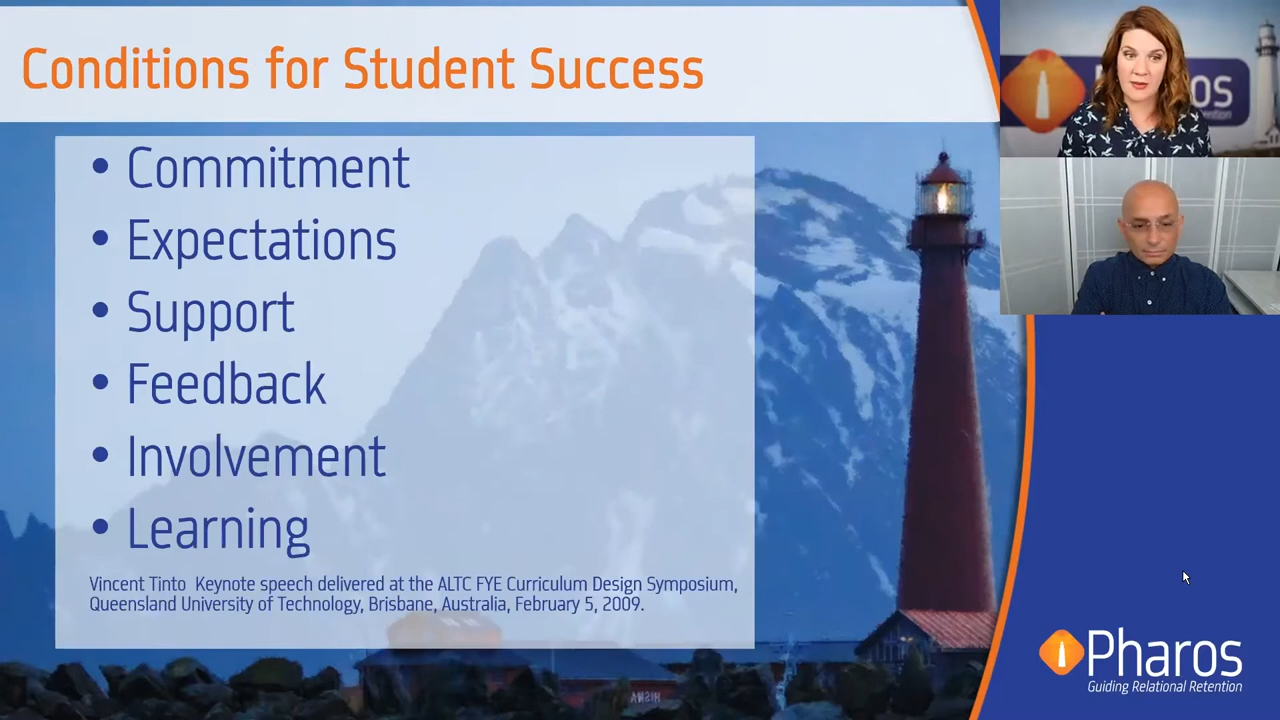 Conditions for Student Success
• Commitment
• Expectations
• Support
• Feedback
• Involvement
• Learning
Vincent Tinto Keynote speech delivered at the ALTC FYE Curriculum Design Symposium,
Queensland University of Technology, Brisbane, Australia, February 5, 2009.
Pharos
Guiding Relational Retention